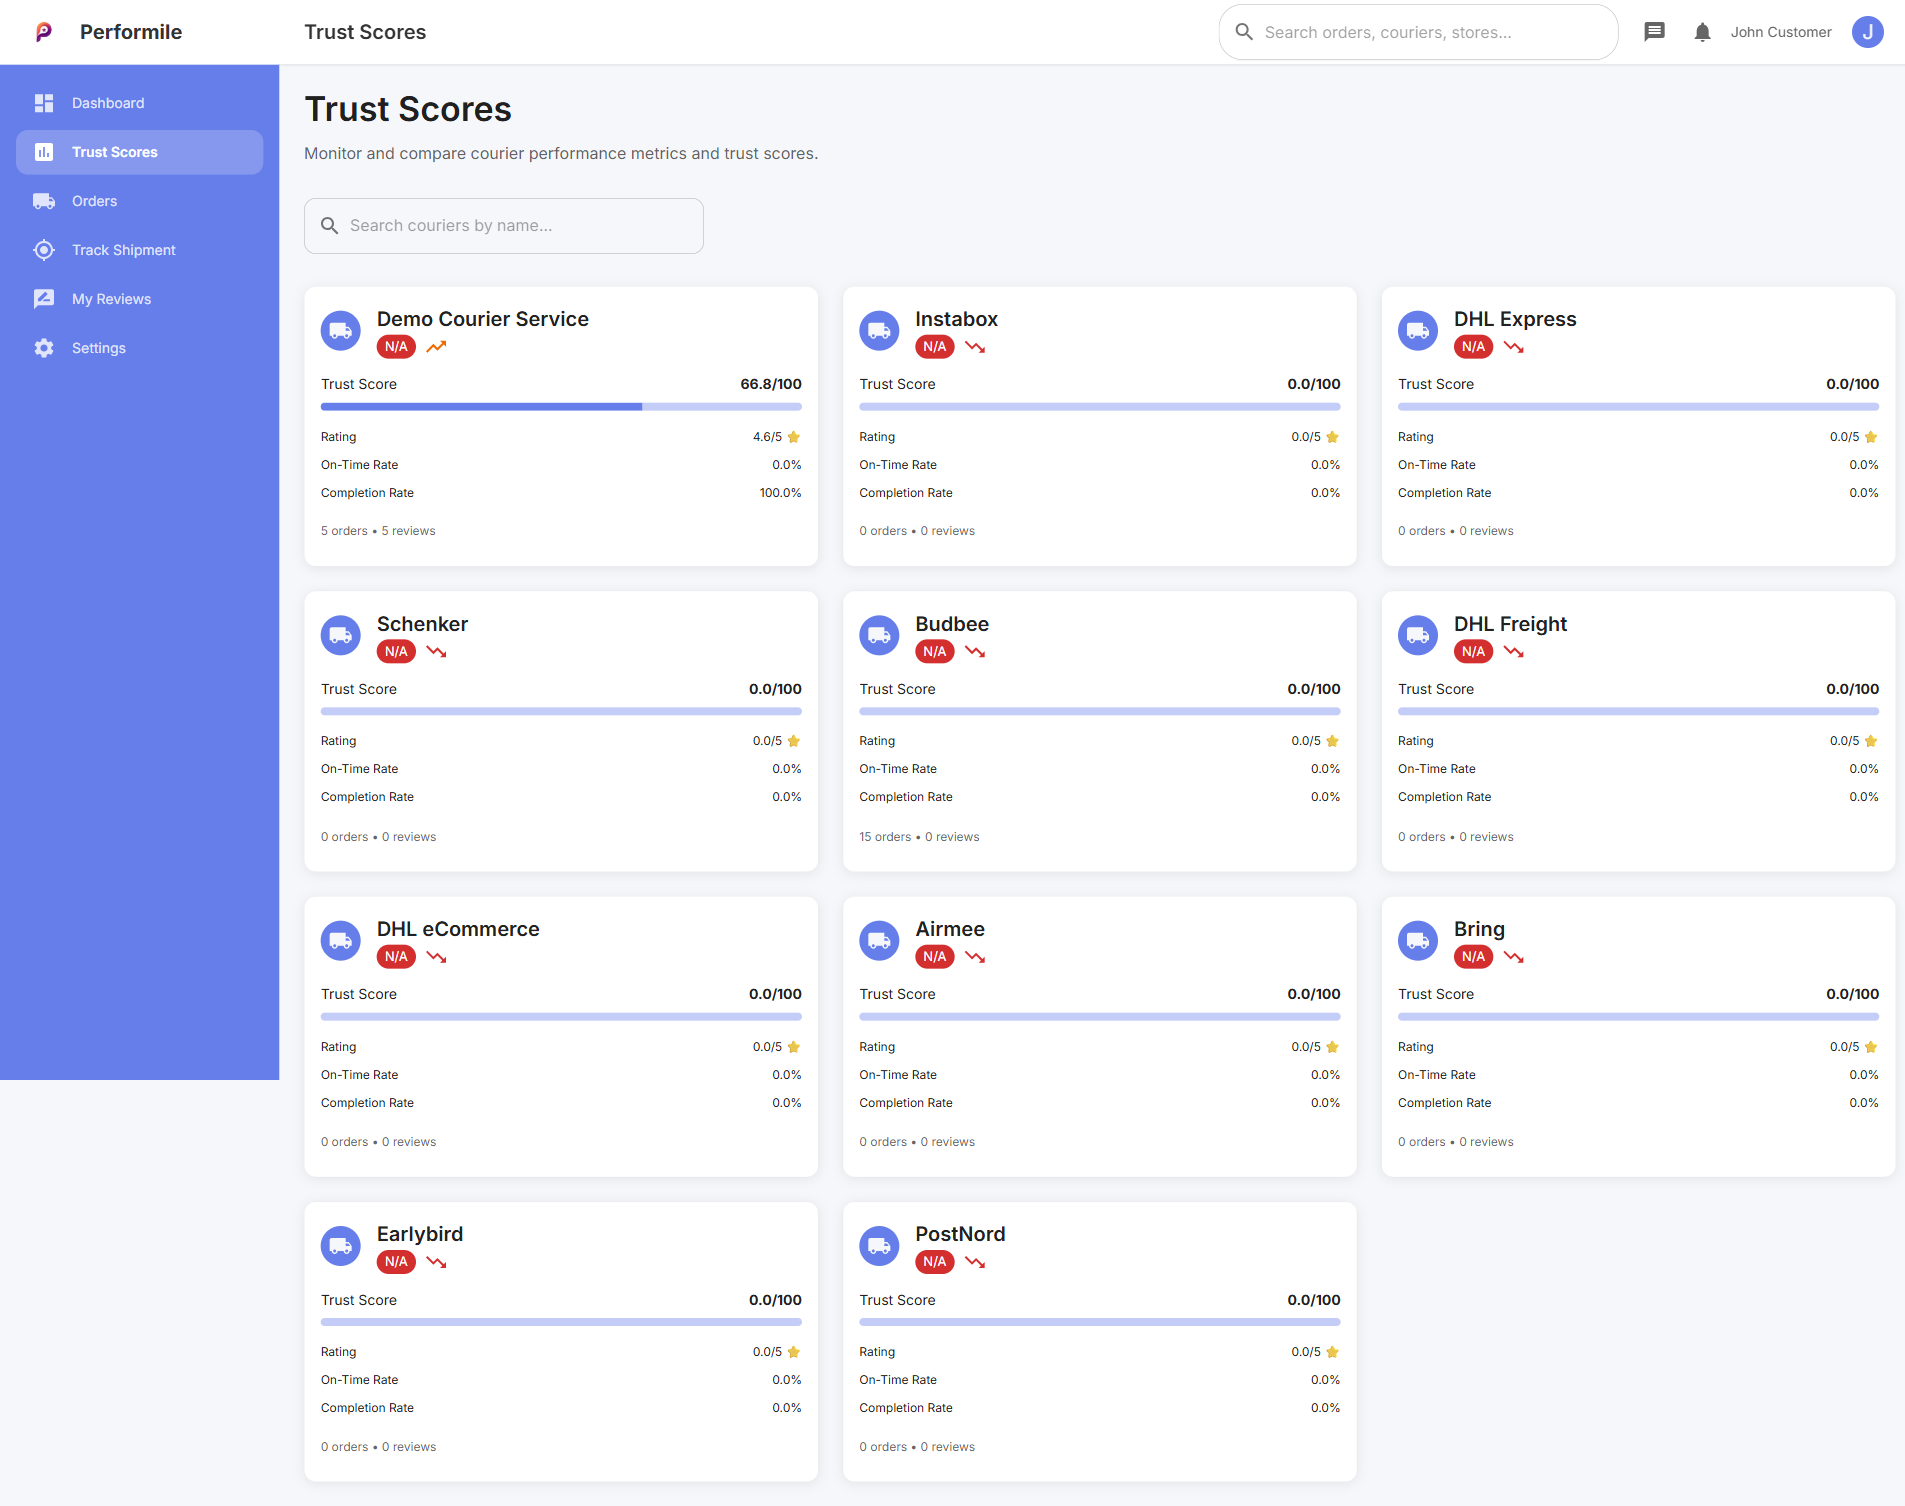 Performile
Trust Scores
Search orders, couriers, stores...
John Customer
J
Dashboard
Trust Scores
Orders
Track Shipment
My Reviews
Settings
Trust Scores
Monitor and compare courier performance metrics and trust scores.
Search couriers by name...
Demo Courier Service
N/A
Trust Score 66.8/100
Rating 4.6/5
On-Time Rate 0.0%
Completion Rate 100.0%
5 orders • 5 reviews
Instabox
N/A
Trust Score 0.0/100
Rating 0.0/5
On-Time Rate 0.0%
Completion Rate 0.0%
0 orders • 0 reviews
DHL Express
N/A
Trust Score 0.0/100
Rating 0.0/5
On-Time Rate 0.0%
Completion Rate 0.0%
0 orders • 0 reviews
Schenker
N/A
Trust Score 0.0/100
Rating 0.0/5
On-Time Rate 0.0%
Completion Rate 0.0%
0 orders • 0 reviews
Budbee
N/A
Trust Score 0.0/100
Rating 0.0/5
On-Time Rate 0.0%
Completion Rate 0.0%
15 orders • 0 reviews
DHL Freight
N/A
Trust Score 0.0/100
Rating 0.0/5
On-Time Rate 0.0%
Completion Rate 0.0%
0 orders • 0 reviews
DHL eCommerce
N/A
Trust Score 0.0/100
Rating 0.0/5
On-Time Rate 0.0%
Completion Rate 0.0%
0 orders • 0 reviews
Airmee
N/A
Trust Score 0.0/100
Rating 0.0/5
On-Time Rate 0.0%
Completion Rate 0.0%
0 orders • 0 reviews
Bring
N/A
Trust Score 0.0/100
Rating 0.0/5
On-Time Rate 0.0%
Completion Rate 0.0%
0 orders • 0 reviews
Earlybird
N/A
Trust Score 0.0/100
Rating 0.0/5
On-Time Rate 0.0%
Completion Rate 0.0%
0 orders • 0 reviews
PostNord
N/A
Trust Score 0.0/100
Rating 0.0/5
On-Time Rate 0.0%
Completion Rate 0.0%
0 orders • 0 reviews